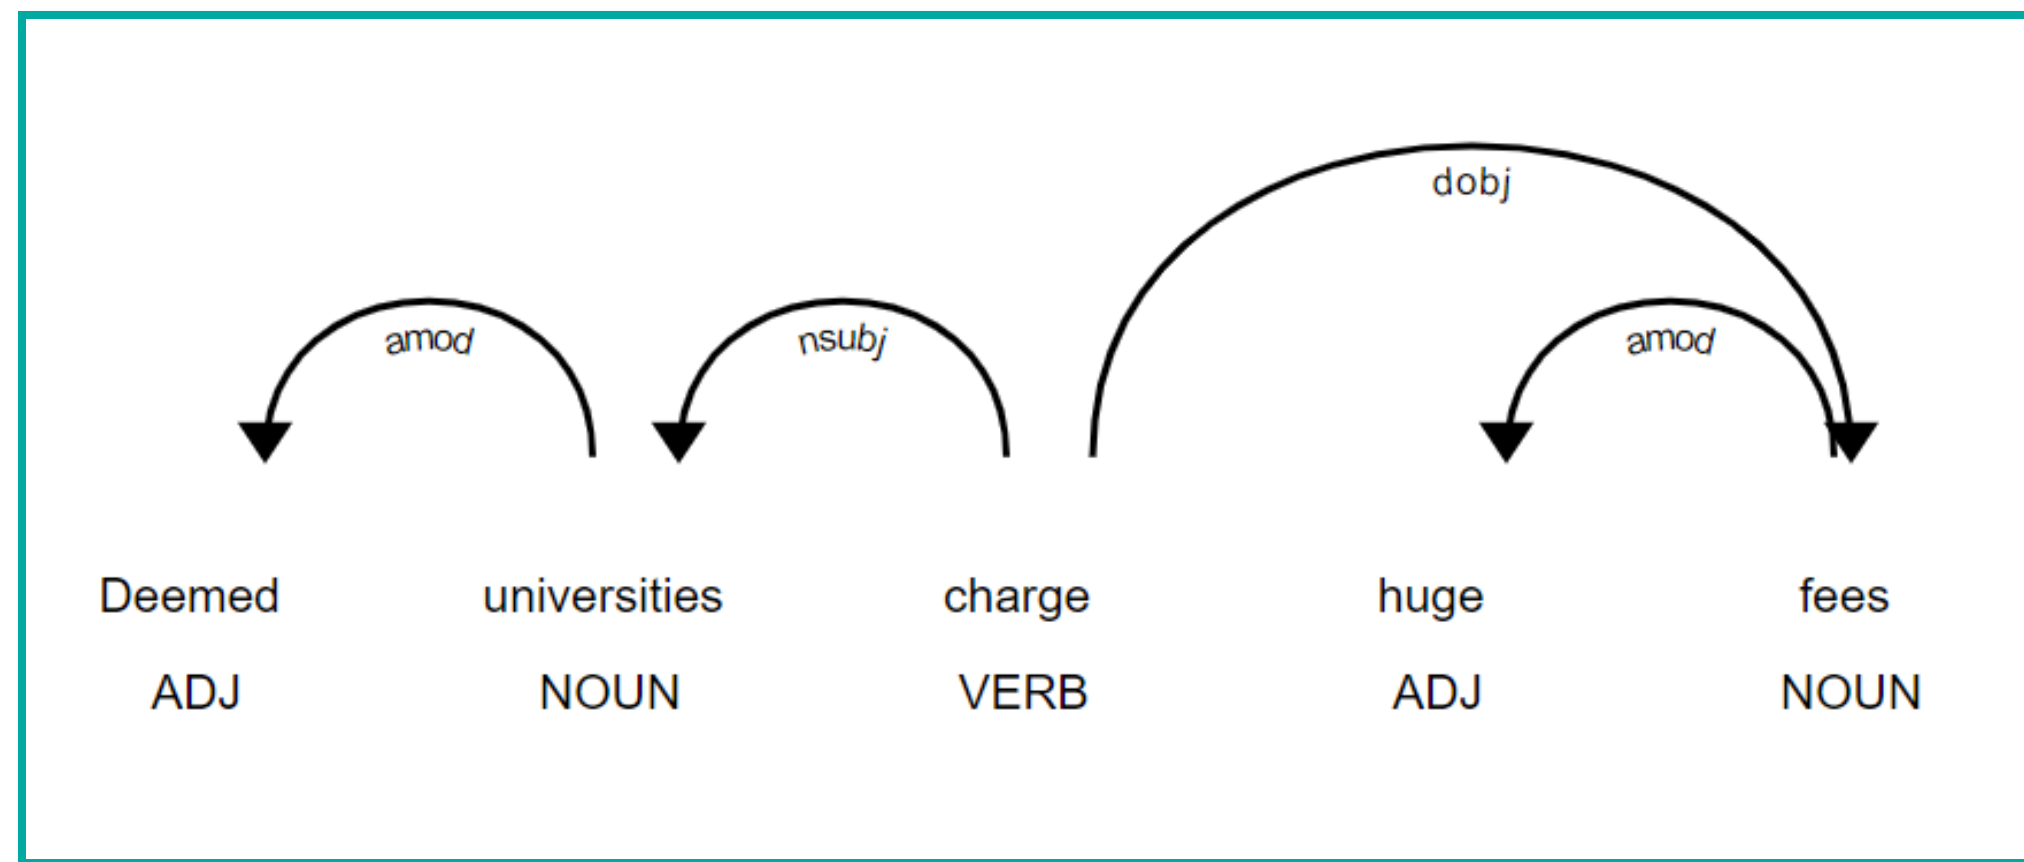 dobj
amod nsubj amod
Deemed universities charge huge fees
ADJ NOUN VERB ADJ NOUN